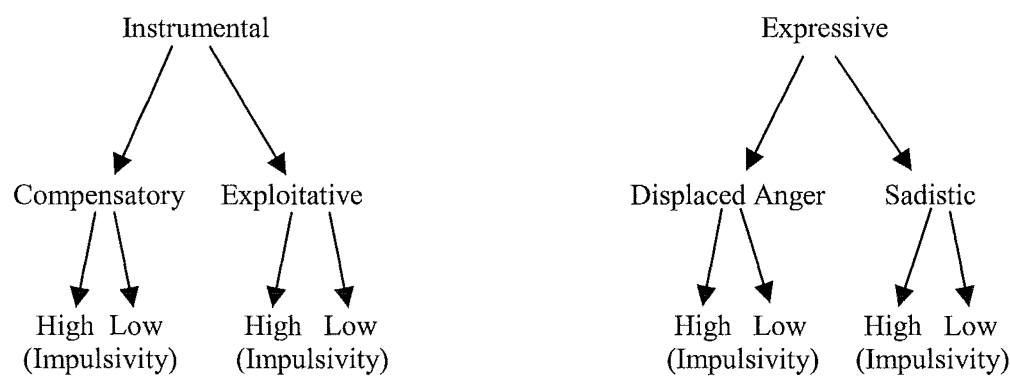 Instrumental Expressive
Compensatory Exploitative Displaced Anger Sadistic
High Low High Low High Low High Low
(Impulsivity) (Impulsivity) (Impulsivity) (Impulsivity)